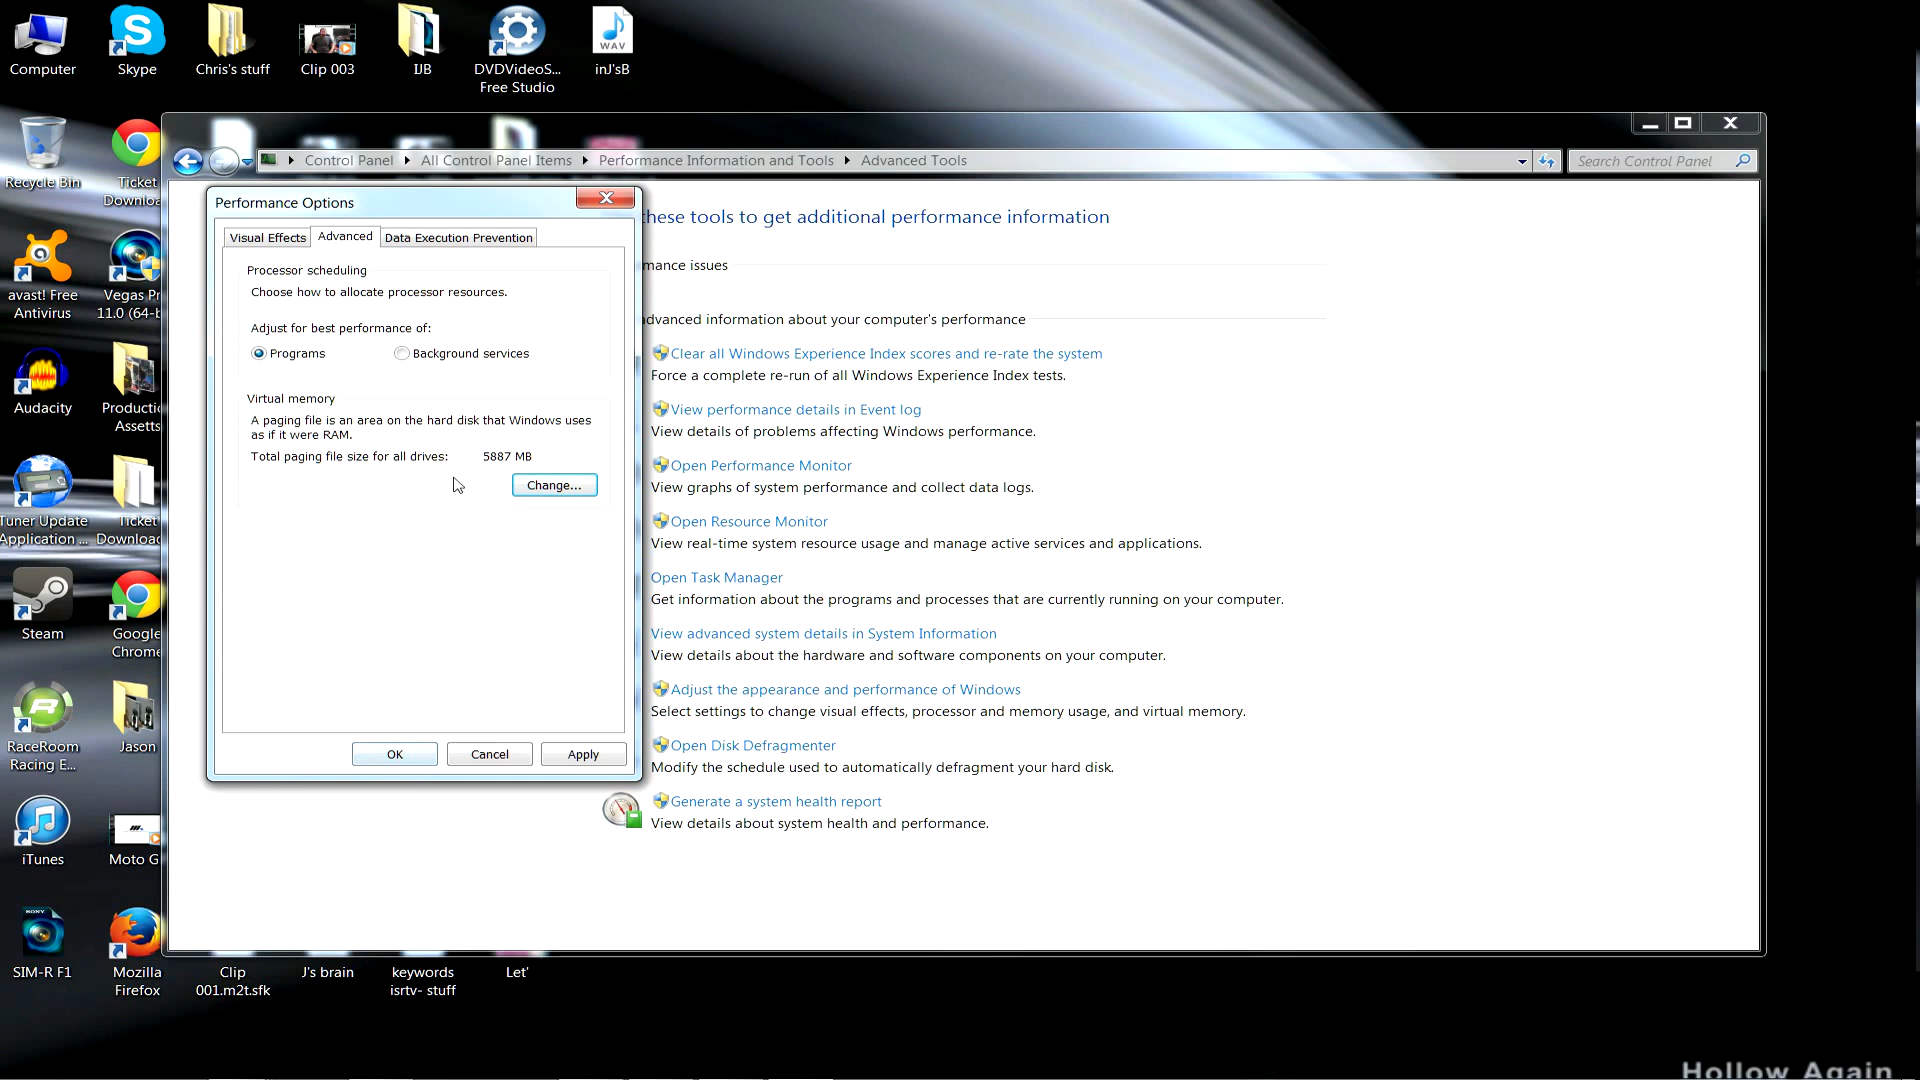 Computer
Skype
Chris's stuff
Clip 003
IJB
DVDVideoS...
Free Studio
inJ'sB
WAV
Recycle Bin
Ticket
Downloa
avast! Free
Antivirus
Vegas Pr
11.0 (64-b
Audacity
Productic
Assets
Tuner Update
Application ...
Ticket
Downloac
Steam
Google
Chrome
RaceRoom
Racing E...
Jason
iTunes
Moto G
SONY
SIM-R F1
Mozilla
Firefox
Clip
001.m2t.sfk
J's brain
keywords
isrtv- stuff
Let'
Control Panel
All Control Panel Items
Performance Information and Tools
Advanced Tools
Search Control Panel
Performance Options
Visual Effects
Advanced
Data Execution Prevention
Processor scheduling
Choose how to allocate processor resources.
Adjust for best performance of:
Programs
Background services
Virtual memory
A paging file is an area on the hard disk that Windows uses
as if it were RAM.
Total paging file size for all drives: 5887 MB
Change...
OK
Cancel
Apply
these tools to get additional performance information
mance issues
advanced information about your computer's performance
Clear all Windows Experience Index scores and re-rate the system
Force a complete re-run of all Windows Experience Index tests.
View performance details in Event log
View details of problems affecting Windows performance.
Open Performance Monitor
View graphs of system performance and collect data logs.
Open Resource Monitor
View real-time system resource usage and manage active services and applications.
Open Task Manager
Get information about the programs and processes that are currently running on your computer.
View advanced system details in System Information
View details about the hardware and software components on your computer.
Adjust the appearance and performance of Windows
Select settings to change visual effects, processor and memory usage, and virtual memory.
Open Disk Defragmenter
Modify the schedule used to automatically defragment your hard disk.
Generate a system health report
View details about system health and performance.
Hollow Again